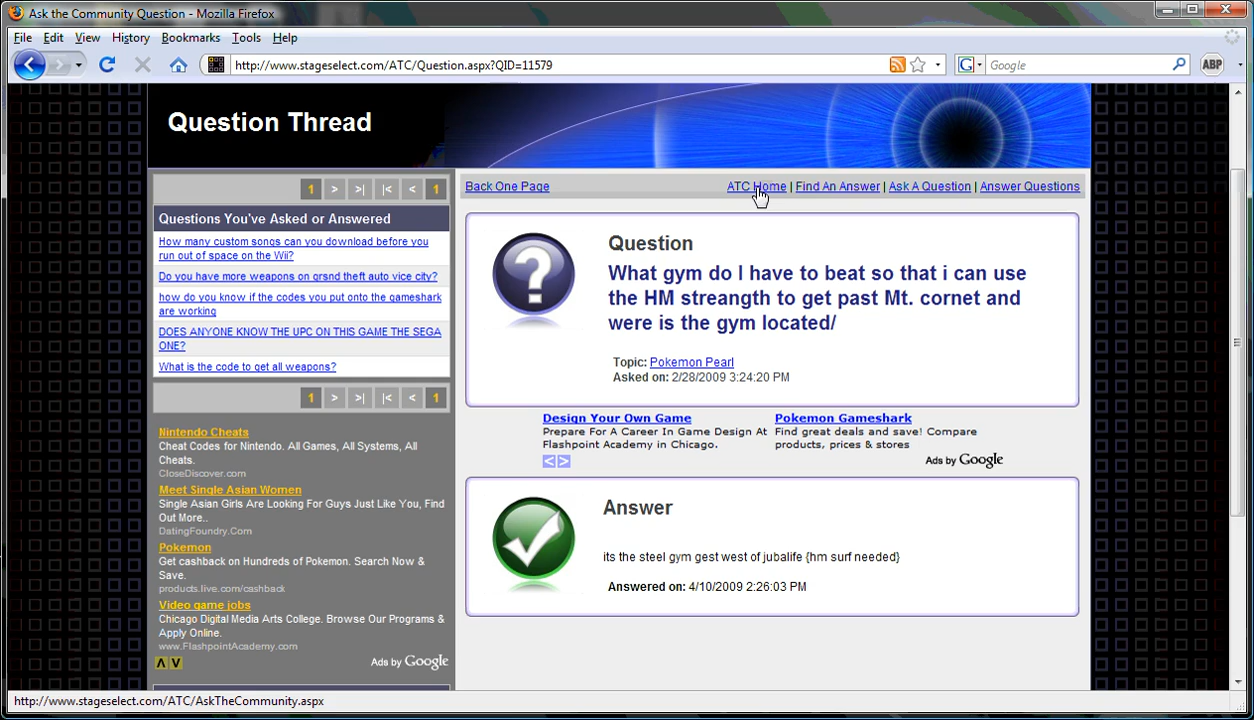 Ask the Community Question - Mozilla Firefox
File Edit View History Bookmarks Tools Help
http://www.stageselect.com/ATC/Question.aspx?QID=11579
G Google
ABP
Question Thread
1 > >| |< < 1
Back One Page
ATC Home | Find An Answer | Ask A Question | Answer Questions
Questions You've Asked or Answered
How many custom songs can you download before you
run out of space on the Wii?
Do you have more weapons on qrsnd theft auto vice city?
how do you know if the codes you put onto the gameshark
are working
DOES ANYONE KNOW THE UPC ON THIS GAME THE SEGA
ONE?
What is the code to get all weapons?
1 > >| |< < 1
Nintendo Cheats
Cheat Codes for Nintendo. All Games, All Systems, All
Cheats.
CloseDiscover.com
Meet Single Asian Women
Single Asian Girls Are Looking For Guys Just Like You, Find
Out More..
DatingFoundry.Com
Pokemon
Get cashback on Hundreds of Pokemon. Search Now &
Save.
products.live.com/cashback
Video game jobs
Chicago Digital Media Arts College. Browse Our Programs &
Apply Online.
www.FlashpointAcademy.com
Ads by Google
?
Question
What gym do I have to beat so that i can use
the HM streangth to get past Mt. cornet and
were is the gym located/
Topic: Pokemon Pearl
Asked on: 2/28/2009 3:24:20 PM
Design Your Own Game
Prepare For A Career In Game Design At
Flashpoint Academy in Chicago.
Pokemon Gameshark
Find great deals and save! Compare
products, prices & stores
< >
Ads by Google
Answer
its the steel gym gest west of jubalife {hm surf needed}
Answered on: 4/10/2009 2:26:03 PM
http://www.stageselect.com/ATC/AskTheCommunity.aspx